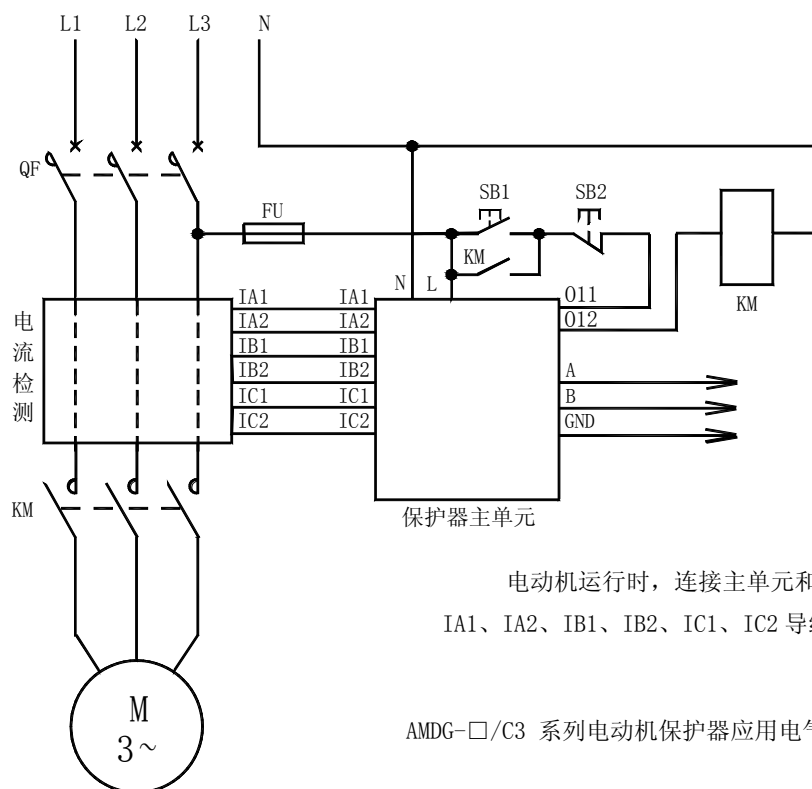 L1 L2 L3 N
QF
SB1 SB2
FU
KM
N L
KM
电流检测
IA1 IA1
IA2 IA2
IB1 IB1
IB2 IB2
IC1 IC1
IC2 IC2
O11
O12
A
B
GND
KM
保护器主单元
电动机运行时，连接主单元和
IA1、IA2、IB1、IB2、IC1、IC2 导
M
3~
AMDG-□/C3 系列电动机保护器应用电气